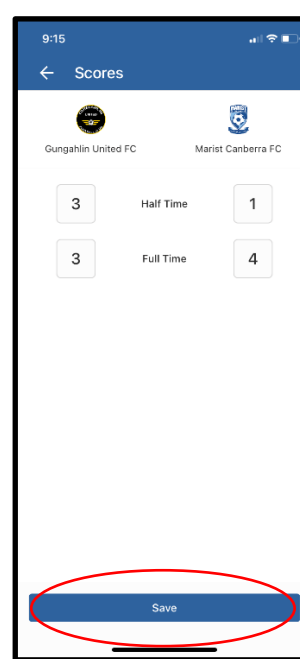 9:15
← Scores
Gungahlin United FC Marist Canberra FC
3 Half Time 1
3 Full Time 4
Save